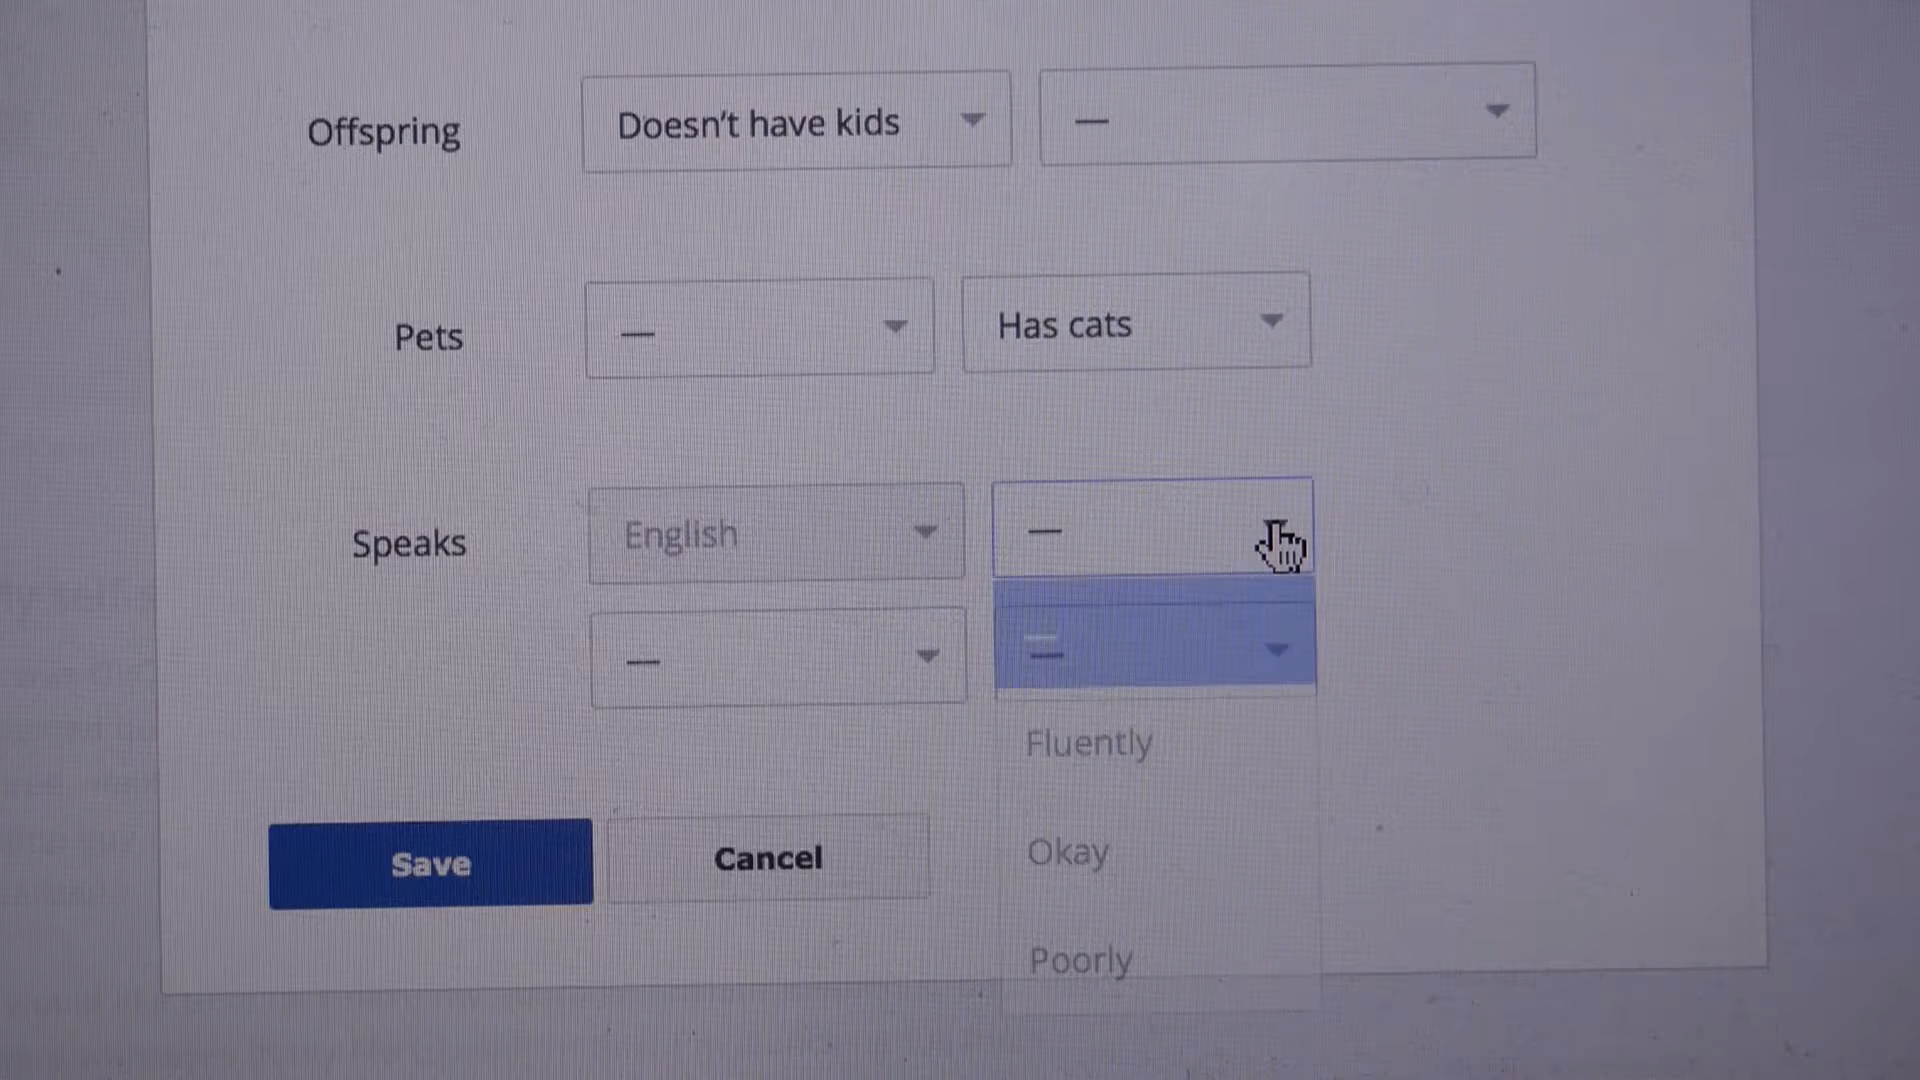 Offspring Doesn't have kids —
Pets — Has cats
Speaks English —
— —
Fluently
Okay
Poorly
Save Cancel